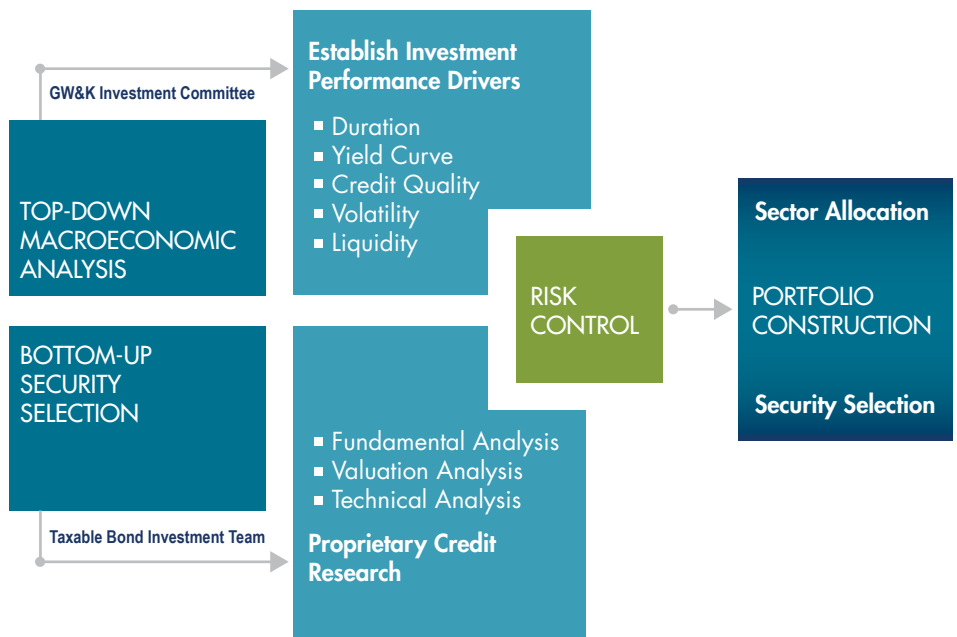 Establish Investment
Performance Drivers
GW&K Investment Committee
Duration
Yield Curve
Credit Quality
Volatility
Liquidity
TOP-DOWN
MACROECONOMIC
ANALYSIS
RISK
CONTROL
Sector Allocation
PORTFOLIO
CONSTRUCTION
Security Selection
BOTTOM-UP
SECURITY
SELECTION
Fundamental Analysis
Valuation Analysis
Technical Analysis
Taxable Bond Investment Team
Proprietary Credit
Research